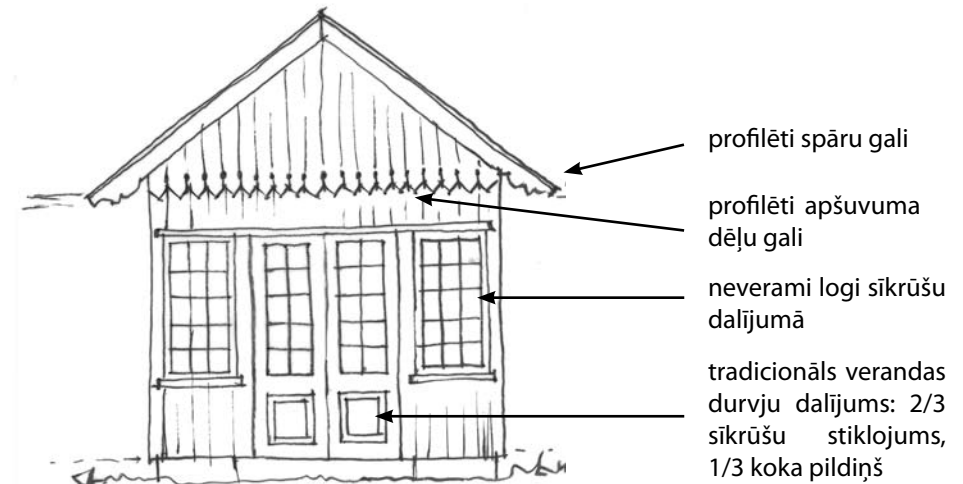 profilēti spāru gali
profilēti apšuvuma
dēļu gali
neverami logi sīkrūšu
dalījumā
tradicionāls verandas
durvju dalījums: 2/3
sīkrūšu stiklojums,
1/3 koka pildiņš